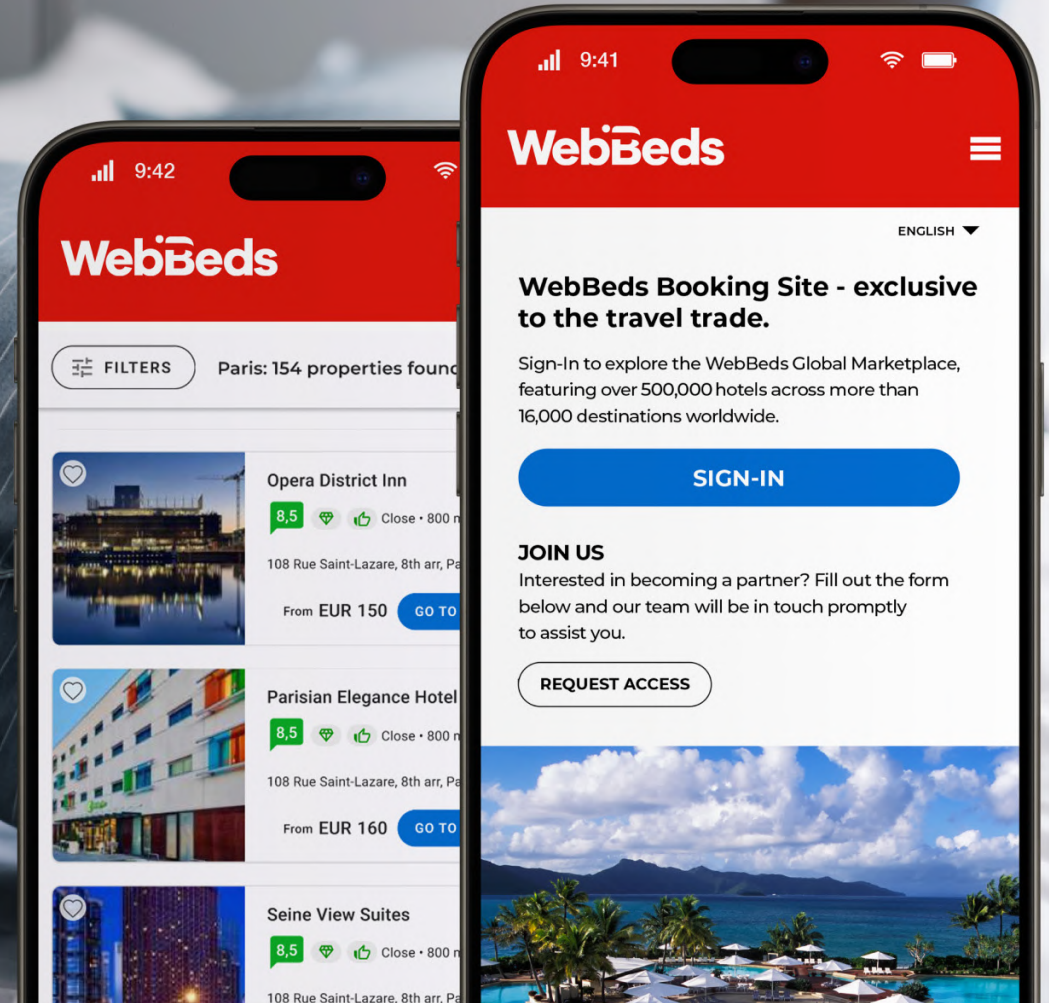 9:42
WebBeds
FILTERS
Paris: 154 properties found
Opera District Inn
8,5
Close • 800 m
108 Rue Saint-Lazare, 8th arr, Pa
From EUR 150
GO TO
Parisian Elegance Hotel
8,5
Close • 800 m
108 Rue Saint-Lazare, 8th arr, Pa
From EUR 160
GO TO
Seine View Suites
8,5
Close • 800 m
108 Rue Saint-Lazare, 8th arr, Pa
9:41
WebBeds
ENGLISH
WebBeds Booking Site - exclusive
to the travel trade.
Sign-In to explore the WebBeds Global Marketplace,
featuring over 500,000 hotels across more than
16,000 destinations worldwide.
SIGN-IN
JOIN US
Interested in becoming a partner? Fill out the form
below and our team will be in touch promptly
to assist you.
REQUEST ACCESS